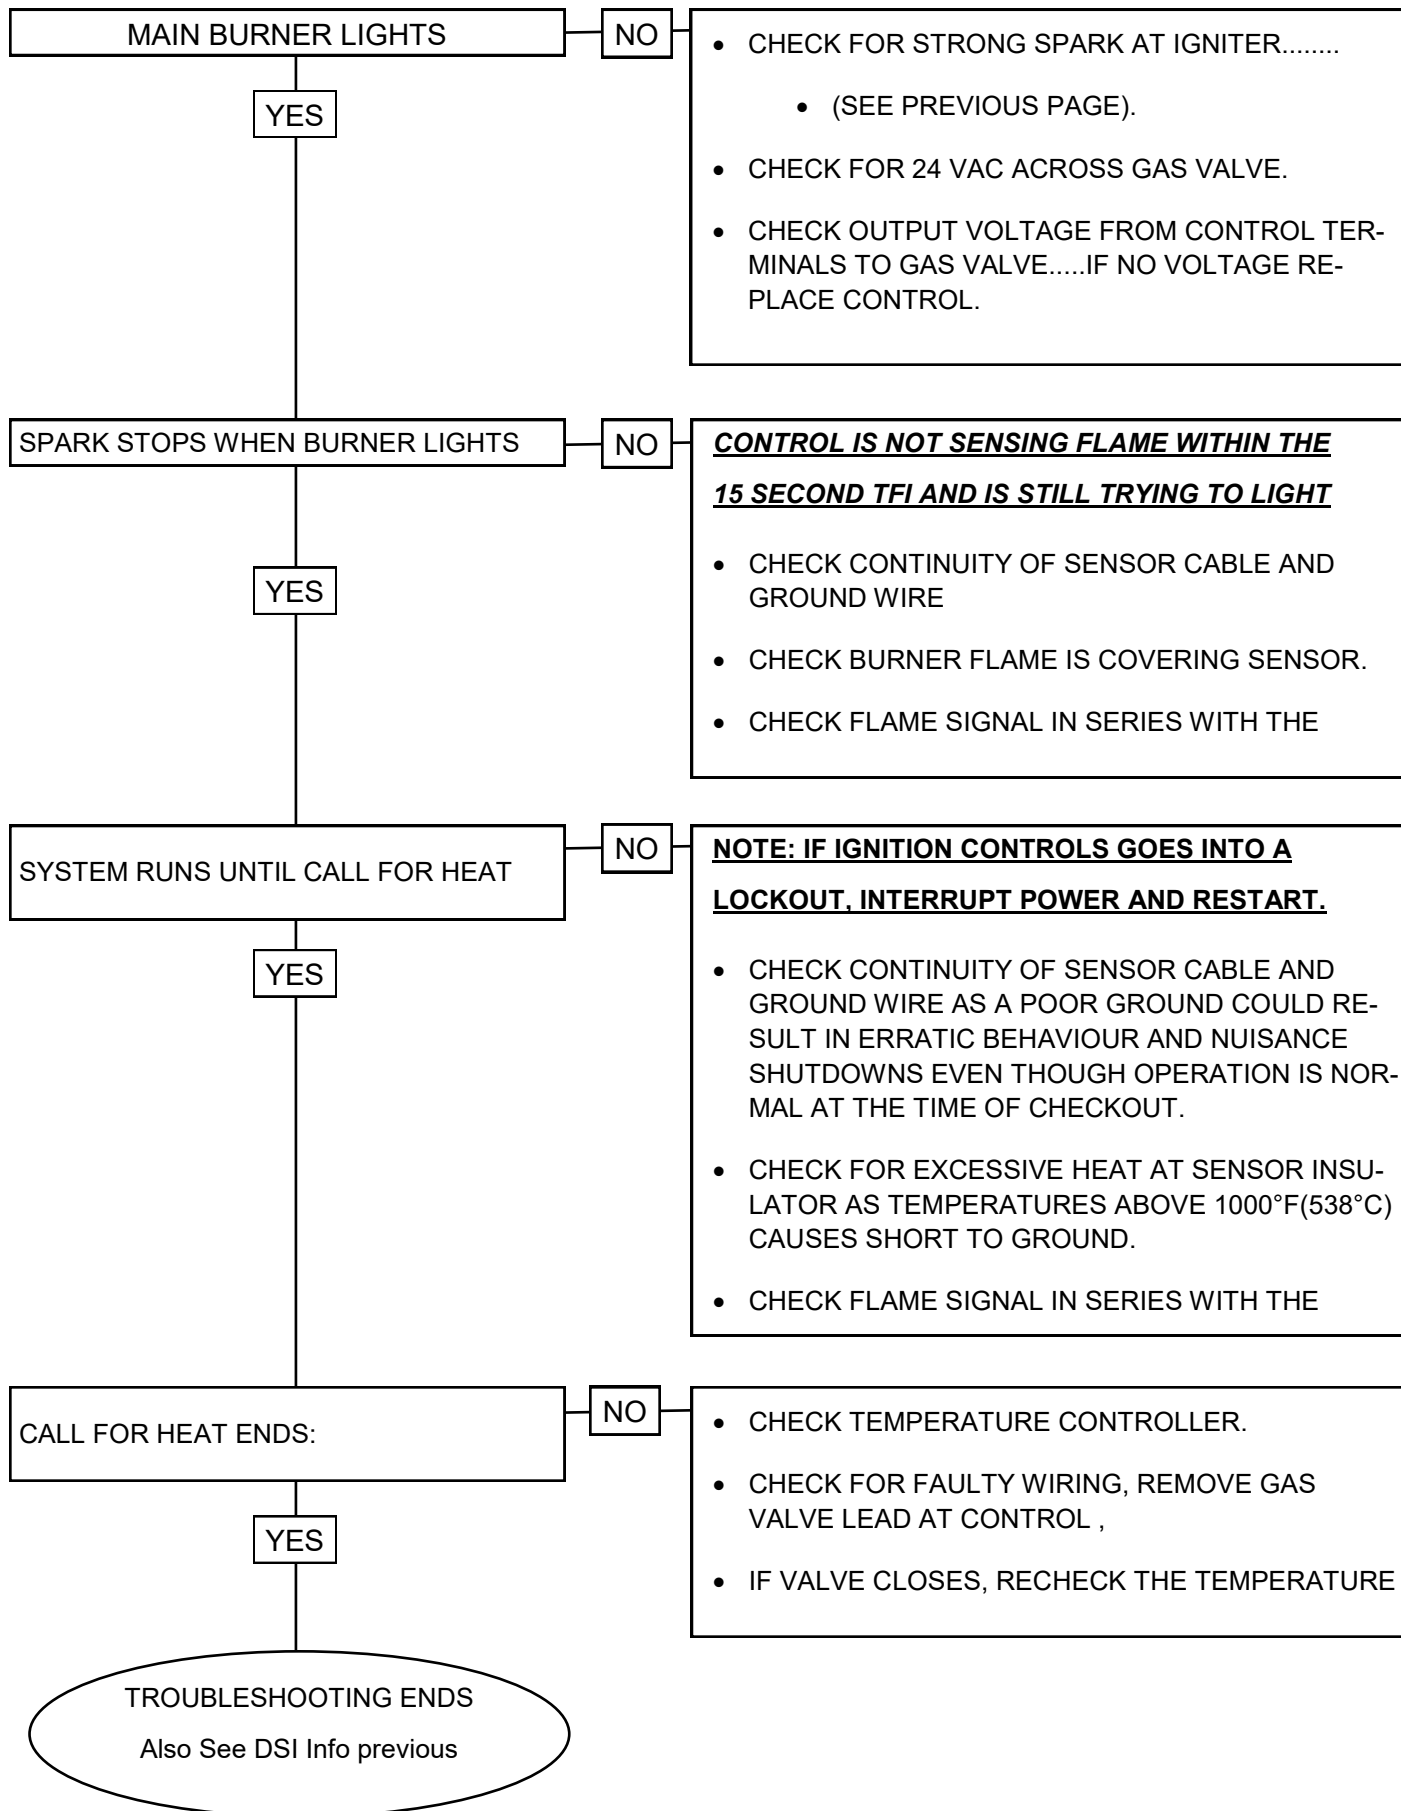 MAIN BURNER LIGHTS
NO
• CHECK FOR STRONG SPARK AT IGNITER........
• (SEE PREVIOUS PAGE).
• CHECK FOR 24 VAC ACROSS GAS VALVE.
• CHECK OUTPUT VOLTAGE FROM CONTROL TER-
MINALS TO GAS VALVE.....IF NO VOLTAGE RE-
PLACE CONTROL.
YES
SPARK STOPS WHEN BURNER LIGHTS
NO
CONTROL IS NOT SENSING FLAME WITHIN THE
15 SECOND TFI AND IS STILL TRYING TO LIGHT
• CHECK CONTINUITY OF SENSOR CABLE AND
GROUND WIRE
• CHECK BURNER FLAME IS COVERING SENSOR.
• CHECK FLAME SIGNAL IN SERIES WITH THE
YES
SYSTEM RUNS UNTIL CALL FOR HEAT
NO
NOTE: IF IGNITION CONTROLS GOES INTO A
LOCKOUT, INTERRUPT POWER AND RESTART.
• CHECK CONTINUITY OF SENSOR CABLE AND
GROUND WIRE AS A POOR GROUND COULD RE-
SULT IN ERRATIC BEHAVIOUR AND NUISANCE
SHUTDOWNS EVEN THOUGH OPERATION IS NOR-
MAL AT THE TIME OF CHECKOUT.
• CHECK FOR EXCESSIVE HEAT AT SENSOR INSU-
LATOR AS TEMPERATURES ABOVE 1000°F(538°C)
CAUSES SHORT TO GROUND.
• CHECK FLAME SIGNAL IN SERIES WITH THE
YES
CALL FOR HEAT ENDS:
NO
• CHECK TEMPERATURE CONTROLLER.
• CHECK FOR FAULTY WIRING, REMOVE GAS
VALVE LEAD AT CONTROL ,
• IF VALVE CLOSES, RECHECK THE TEMPERATURE
YES
TROUBLESHOOTING ENDS
Also See DSI Info previous